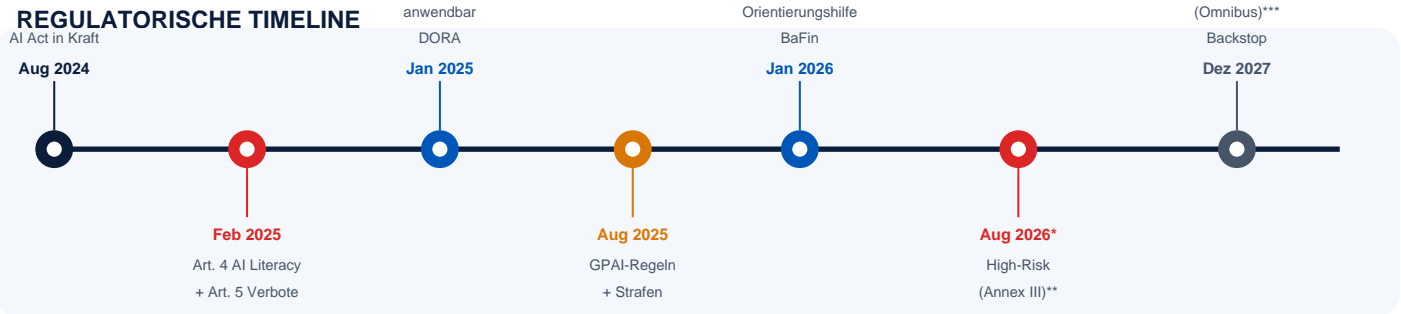 REGULATORISCHE TIMELINE
AI Act in Kraft
Aug 2024
Feb 2025
Art. 4 AI Literacy
+ Art. 5 Verbote
anwendbar
DORA
Jan 2025
Aug 2025
GPAI-Regeln
+ Strafen
Orientierungshilfe
BaFin
Jan 2026
Aug 2026*
High-Risk
(Annex III)**
(Omnibus)***
Backstop
Dez 2027